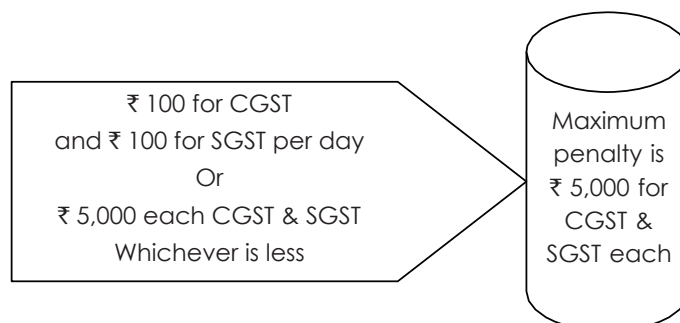 ₹ 100 for CGST
and ₹ 100 for SGST per day
Or
₹ 5,000 each CGST & SGST
Whichever is less
Maximum
penalty is
₹ 5,000 for
CGST &
SGST each